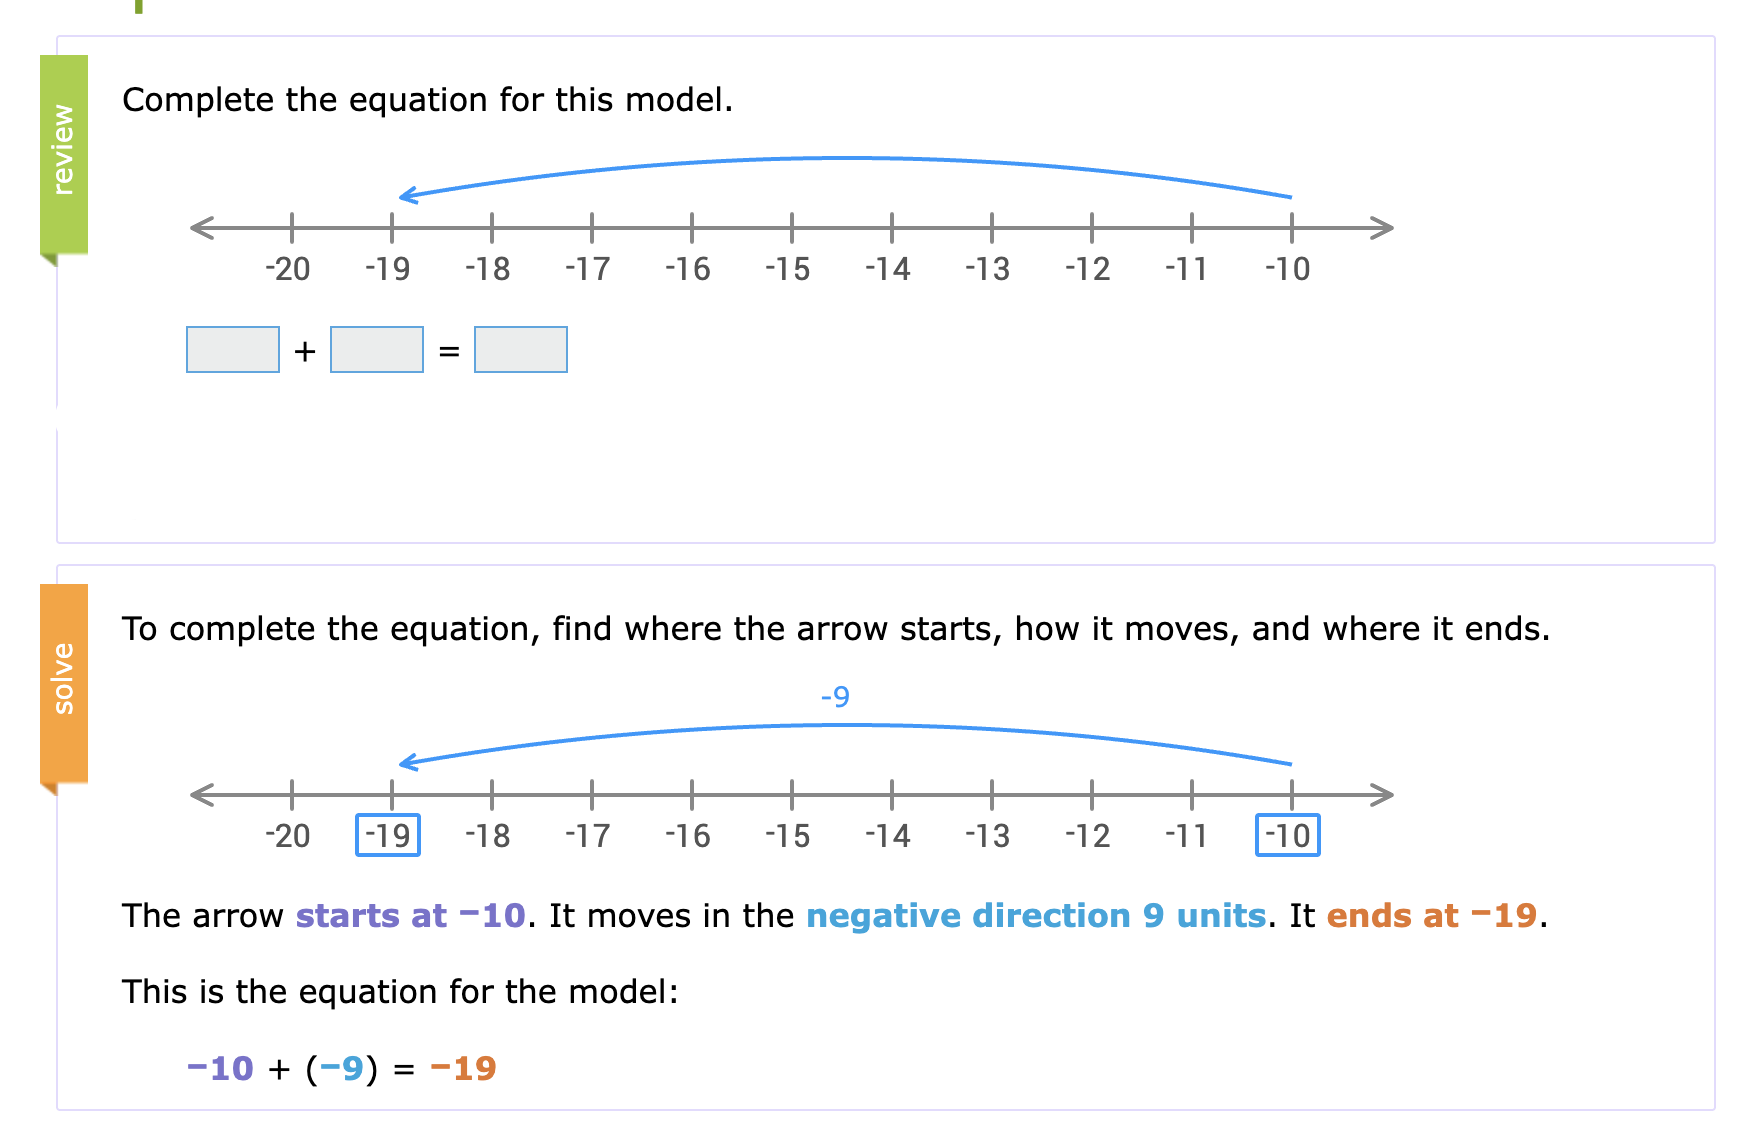 review
Complete the equation for this model.
-20 -19 -18 -17 -16 -15 -14 -13 -12 -11 -10
+ =
solve
To complete the equation, find where the arrow starts, how it moves, and where it ends.
-9
-20 -19 -18 -17 -16 -15 -14 -13 -12 -11 -10
The arrow starts at −10. It moves in the negative direction 9 units. It ends at −19.
This is the equation for the model:
−10 + (−9) = −19